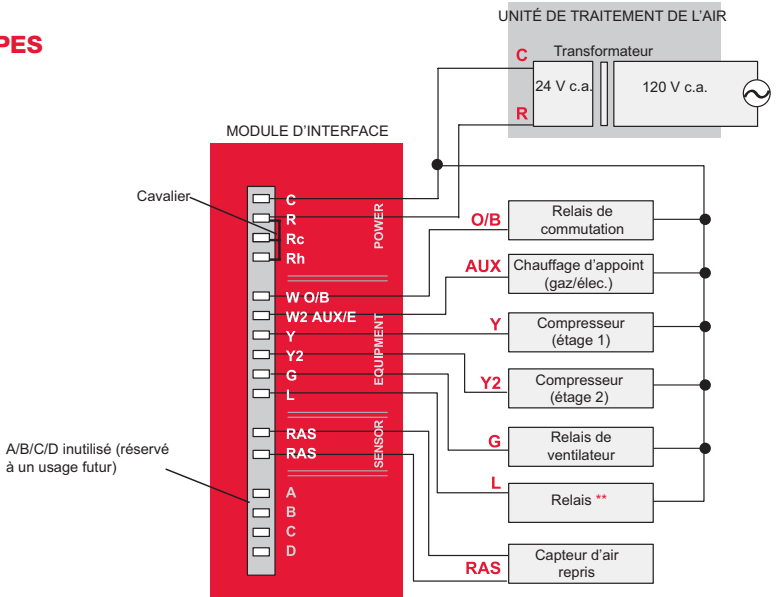 PES
UNITÉ DE TRAITEMENT DE L'AIR
C
Transformateur
24 V c.a.
120 V c.a.
R
MODULE D'INTERFACE
Cavalier
C
R
Rc
Rh
POWER
W O/B
W2 AUX/E
Y
Y2
G
L
EQUIPMENT
RAS
RAS
SENSOR
A
B
C
D
A/B/C/D inutilisé (réservé
à un usage futur)
O/B
Relais de
commutation
AUX
Chauffage d'appoint
(gaz/élec.)
Y
Compresseur
(étage 1)
Y2
Compresseur
(étage 2)
G
Relais de
ventilateur
L
Relais **
RAS
Capteur d'air
repris